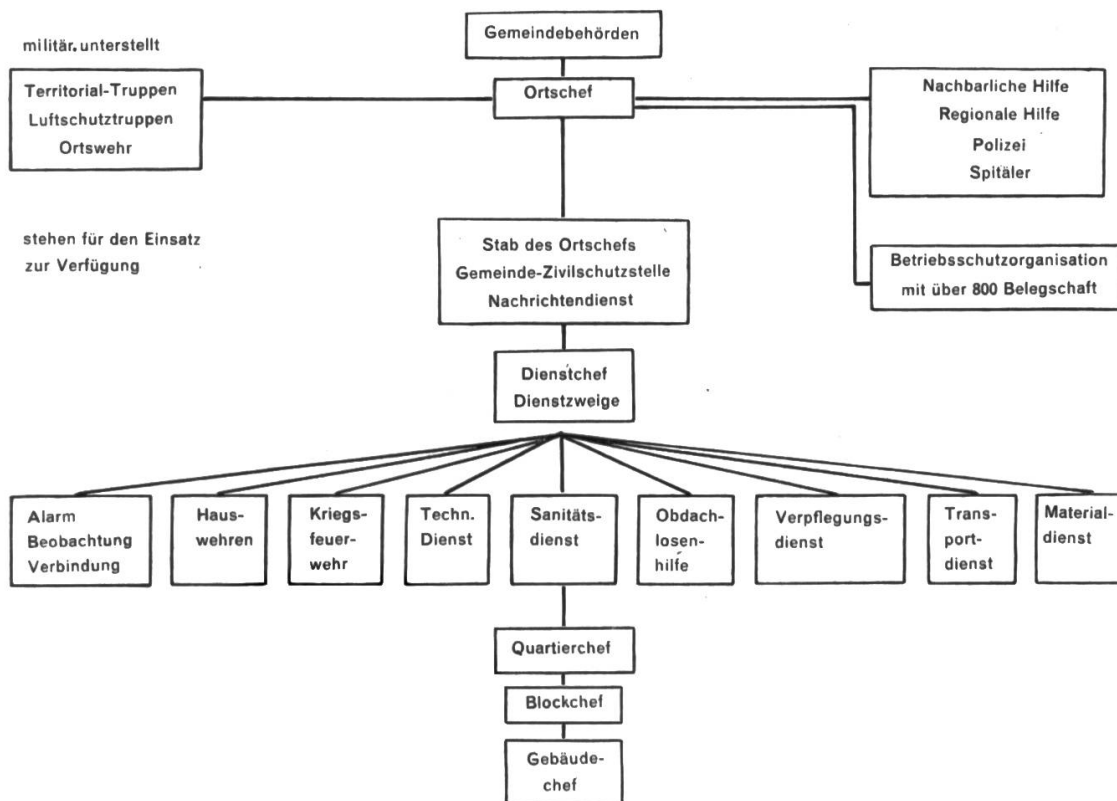 Gemeindebehörden
militär. unterstellt
Territorial-Truppen
Luftschutztruppen
Ortswehr
Ortschef
Nachbarliche Hilfe
Regionale Hilfe
Polizei
Spitäler
stehen für den Einsatz
zur Verfügung
Stab des Ortschefs
Gemeinde-Zivilschutzstelle
Nachrichtendienst
Betriebsschutzorganisation
mit über 800 Belegschaft
Dienstchef
Dienstzweige
Alarm
Beobachtung
Verbindung
Haus-
wehren
Kriegs-
feuer-
wehr
Techn.
Dienst
Sanitäts-
dienst
Obdach-
losen-
hilfe
Verpflegungs-
dienst
Trans-
port-
dienst
Material-
dienst
Quartierchef
Blockchef
Gebäude-
chef